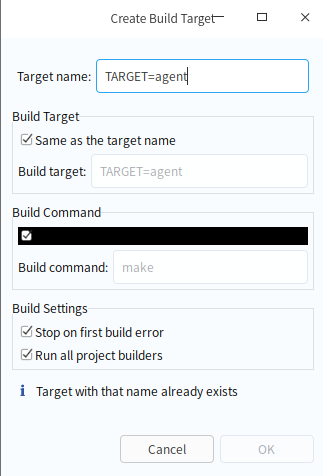 Create Build Target
Target name: TARGET=agent
Build Target
Same as the target name
Build target: TARGET=agent
Build Command
Build command: make
Build Settings
Stop on first build error
Run all project builders
Target with that name already exists
Cancel OK